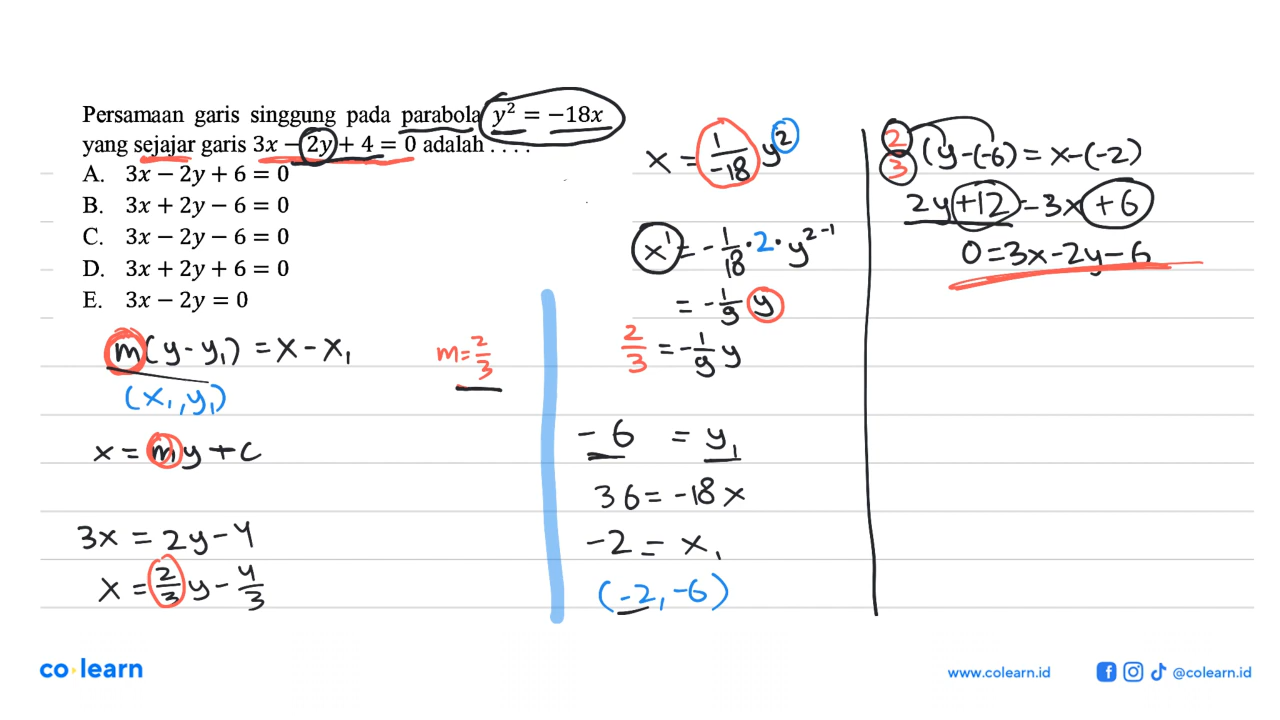 Persamaan garis singgung pada parabola y² = −18x
yang sejajar garis 3x − 2y + 4 = 0 adalah . . . .
A. 3x − 2y + 6 = 0
B. 3x + 2y − 6 = 0
C. 3x − 2y − 6 = 0
D. 3x + 2y + 6 = 0
E. 3x − 2y = 0
m(y-y₁) = x - x₁
(x₁, y₁)
m = 2/3
x = my + c
3x = 2y - 4
x = 2/3 y - 4/3
x = 1/-18 y²
x' = -1/18 · 2 · y²⁻¹
= -1/9 y
2/3 = -1/9 y
-6 = y₁
36 = -18x
-2 = x₁
(-2, -6)
2/3 (y-(-6)) = x-(-2)
2y+12 = 3x+6
0 = 3x-2y-6
co learn
www.colearn.id
@colearn.id